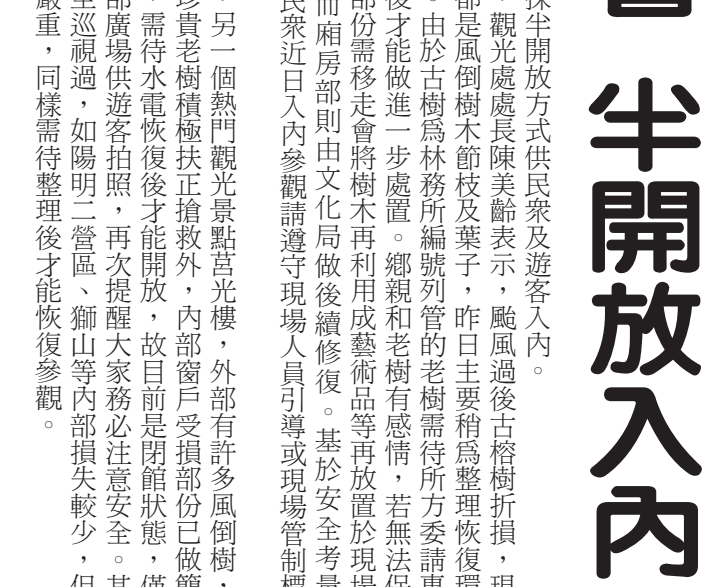 半開放入內
採半開放方式供民衆及遊客入內。
，觀光處處長陳美齡表示，颱風過後古榕樹折損，現
都是風倒樹木節枝及葉子，昨日主要稍爲整理恢復環
。由於古樹爲林務所編號列管的老樹需待所方委請專
後才能做進一步處置。鄉親和老樹有感情，若無法保
部份需移走會將樹木再利用成藝術品等再放置於現場
而廂房部則由文化局做後續修復。基於安全考量
民衆近日入內參觀請遵守現場人員引導或現場管制標
，另一個熱門觀光景點莒光樓，外部有許多風倒樹，
珍貴老樹積極扶正搶救外，內部窗戶受損部份已做簡
，需待水電恢復後才能開放，故目前是閉館狀態，僅
部廣場供遊客拍照，再次提醒大家務必注意安全。其
巡視過，如陽明二營區、獅山等內部損失較少，但
嚴重，同樣需待整理後才能恢復參觀。